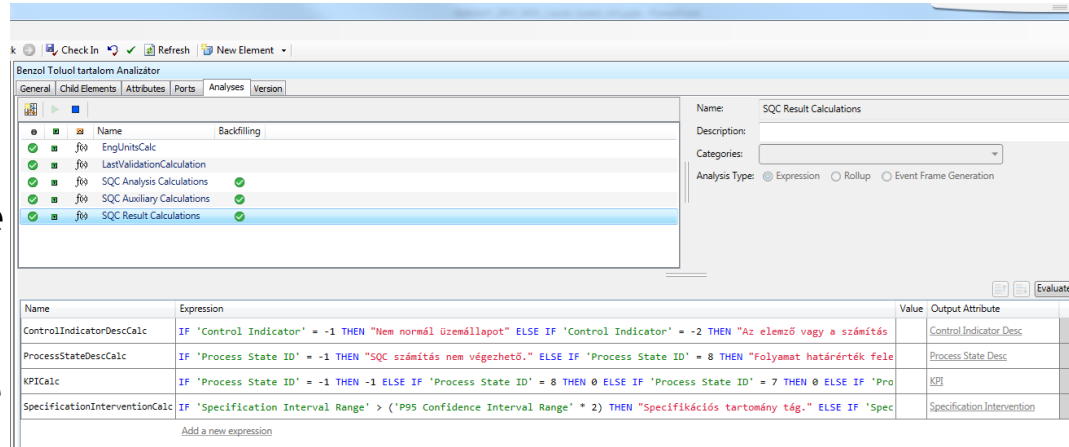 k Check In Refresh New Element
Benzol Toluol tartalom Analizátor
General Child Elements Attributes Ports Analyses Version
Name Backfilling
f(x) EngUnitsCalc
f(x) LastValidationCalculation
f(x) SQC Analysis Calculations
f(x) SQC Auxiliary Calculations
f(x) SQC Result Calculations
Name: SQC Result Calculations
Description:
Categories:
Analysis Type: Expression Rollup Event Frame Generation
e
Evaluate
Name Expression Value Output Attribute
ControlIndicatorDescCalc IF 'Control Indicator' = -1 THEN "Nem normál üzemállapot" ELSE IF 'Control Indicator' = -2 THEN "Az elemző vagy a számítás Control Indicator Desc
ProcessStateDescCalc IF 'Process State ID' = -1 THEN "SQC számítás nem végezhető." ELSE IF 'Process State ID' = 8 THEN "Folyamat határérték fele Process State Desc
KPICalc IF 'Process State ID' = -1 THEN -1 ELSE IF 'Process State ID' = 8 THEN 0 ELSE IF 'Process State ID' = 7 THEN 0 ELSE IF 'Pro KPI
SpecificationInterventionCalc IF 'Specification Interval Range' > ('P95 Confidence Interval Range' * 2) THEN "Specifikációs tartomány tág." ELSE IF 'Spec Specification Intervention
Add a new expression